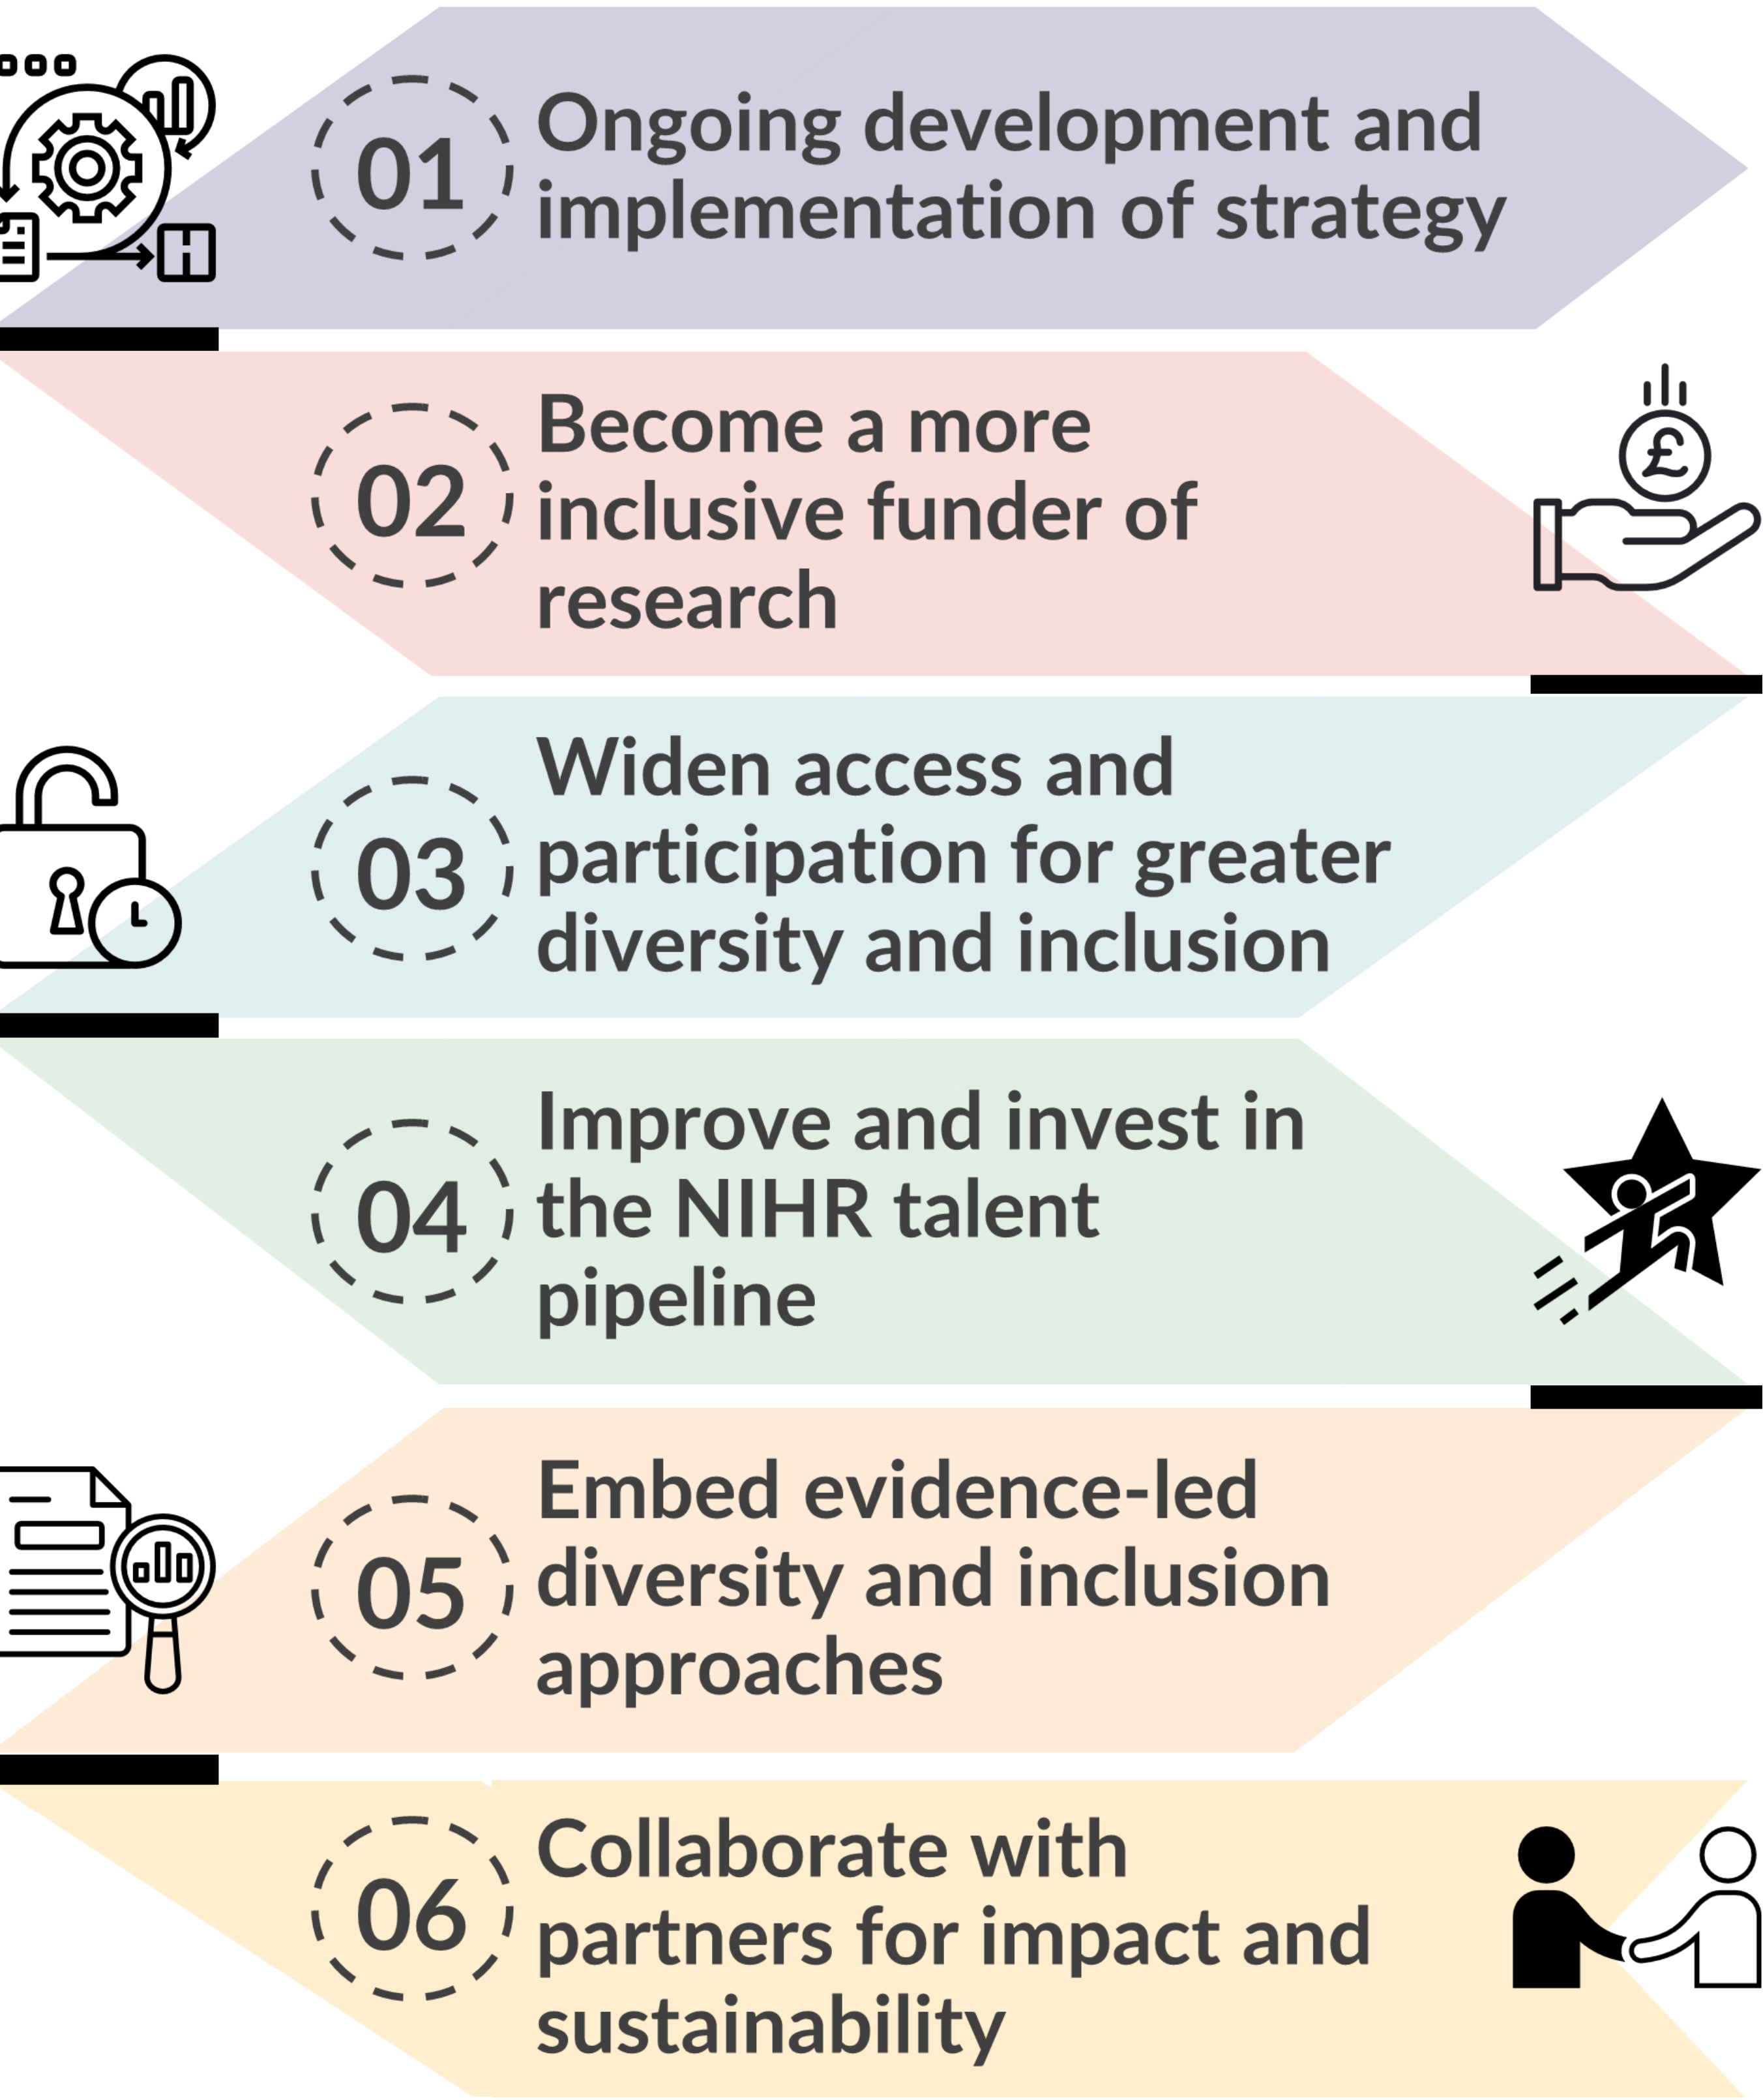 01
Ongoing development and
implementation of strategy
02
Become a more
inclusive funder of
research
£
03
Widen access and
participation for greater
diversity and inclusion
04
Improve and invest in
the NIHR talent
pipeline
05
Embed evidence-led
diversity and inclusion
approaches
06
Collaborate with
partners for impact and
sustainability